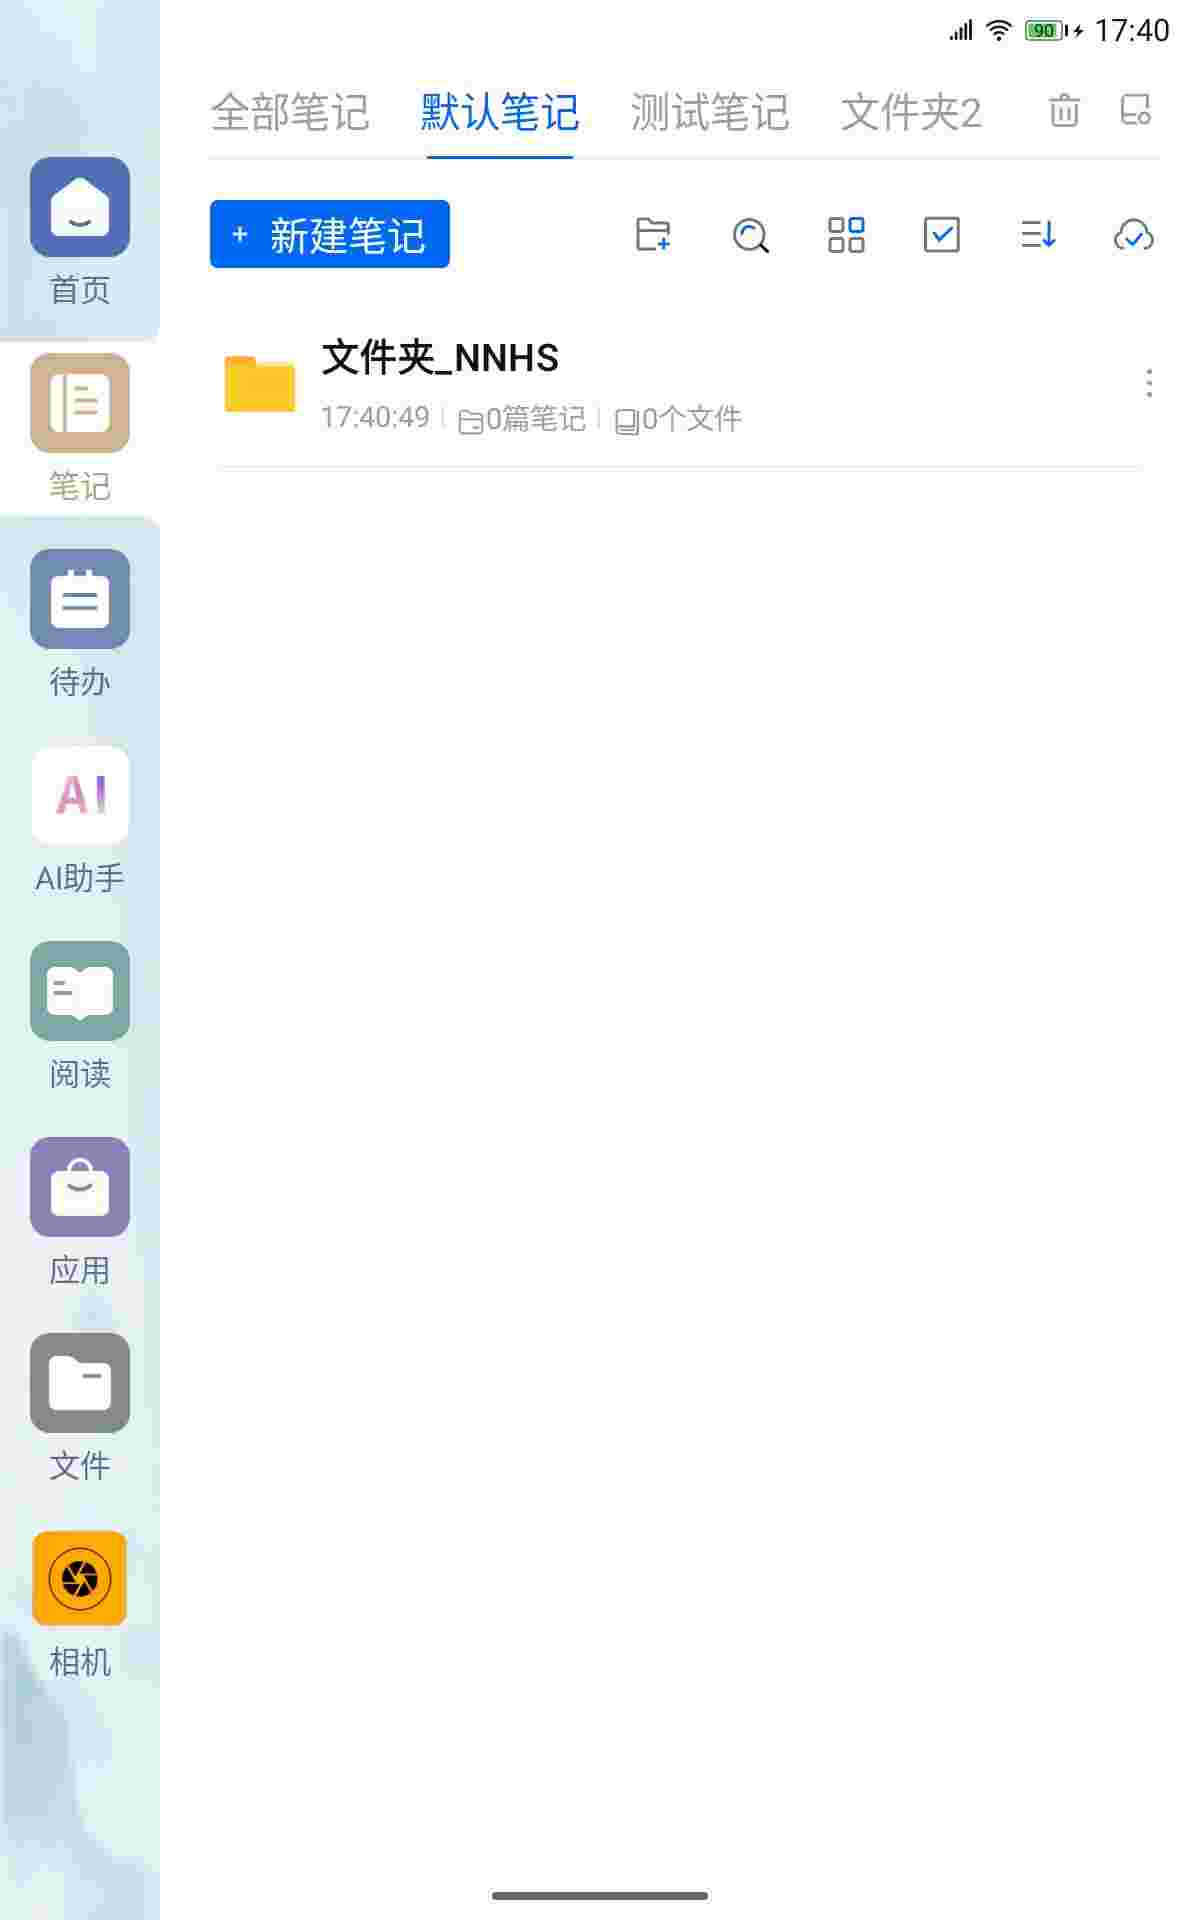 90 17:40
全部笔记 默认笔记 测试笔记 文件夹2
+ 新建笔记
文件夹_NNHS
17:40:49 0篇笔记 0个文件
首页
笔记
待办
AI
AI助手
阅读
应用
文件
相机